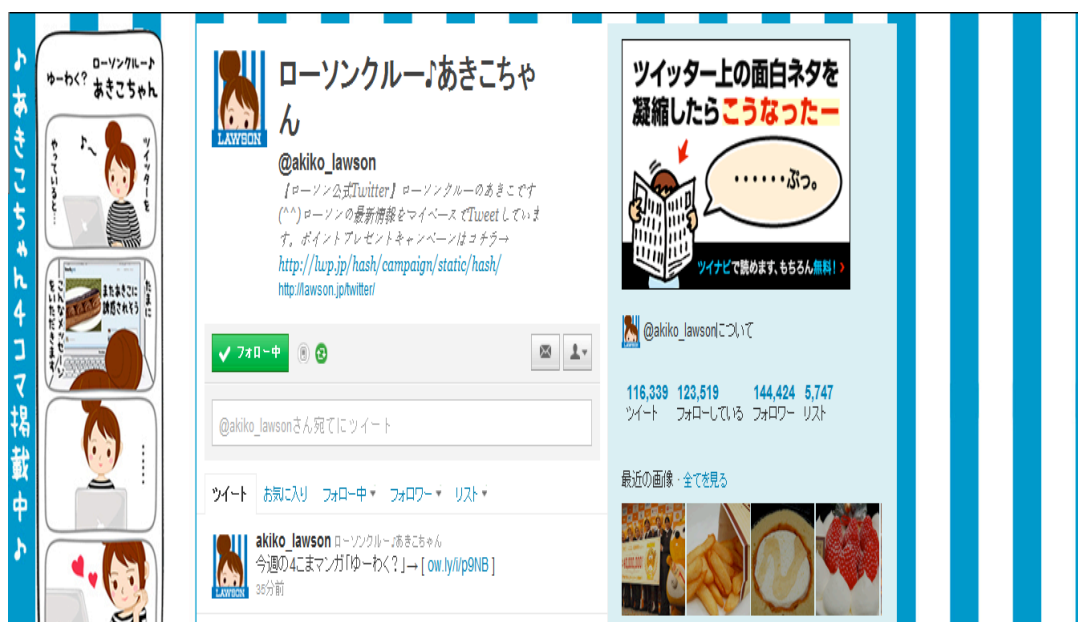 ♪あきこちゃん4コマ掲載中♪
ローソンクルー♪
あきこちゃん
ゆーわく?
ツイッターを
やっていると…
たまに
こんなメッセージ
をいただきます!
またあきこに
誘惑されそう
……
LAWSON
ローソンクルー♪あきこちゃ
ん
@akiko_lawson
【ローソン公式Twitter】ローソンクルーのあきこです
(^^)ローソンの最新情報をマイペースでTweetしていま
す。ポイントプレゼントキャンペーンはコチラ→
http://lwp.jp/hash/campaign/static/hash/
http://lawson.jp/twitter/
フォロー中
@akiko_lawsonさん宛てにツイート
ツイート お気に入り フォロー中 フォロワー リスト
akiko_lawson ローソンクルー♪あきこちゃん
今週の4こまマンガ「ゆーわく?」→ [ ow.ly/i/p9NB ]
35分前
LAWSON
ツイッター上の面白ネタを
凝縮したらこうなったー
・・・・・・ぷっ。
ツイナビで読めます、もちろん無料!
@akiko_lawsonについて
116,339 123,519 144,424 5,747
ツイート フォローしている フォロワー リスト
最近の画像 · 全てを見る